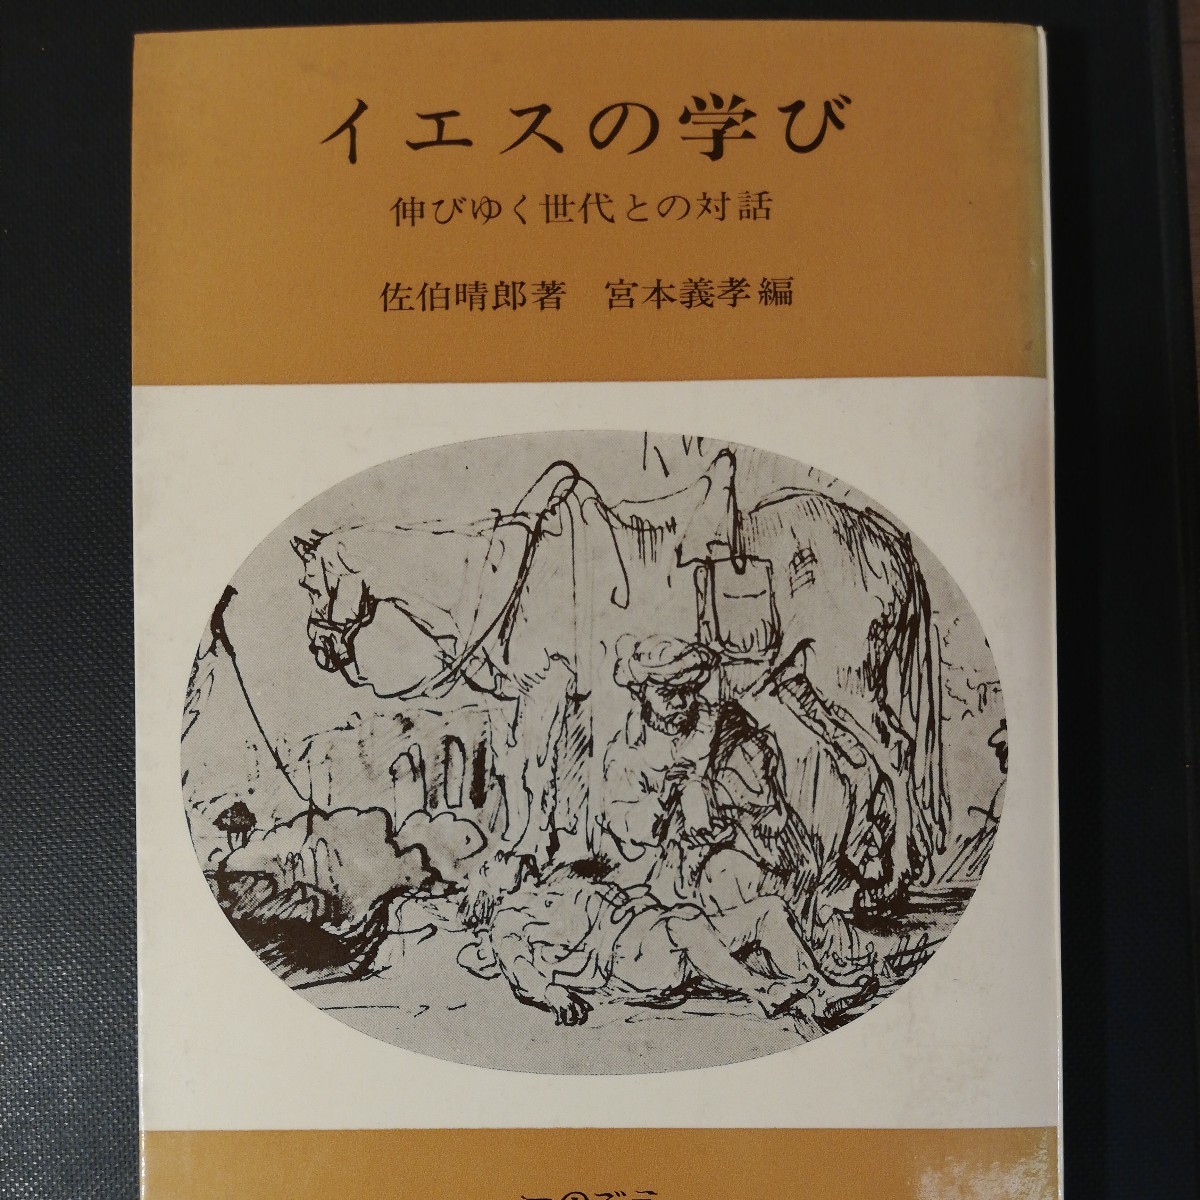 イエスの学び
伸びゆく世代との対話
佐伯晴郎著　宮本義孝編